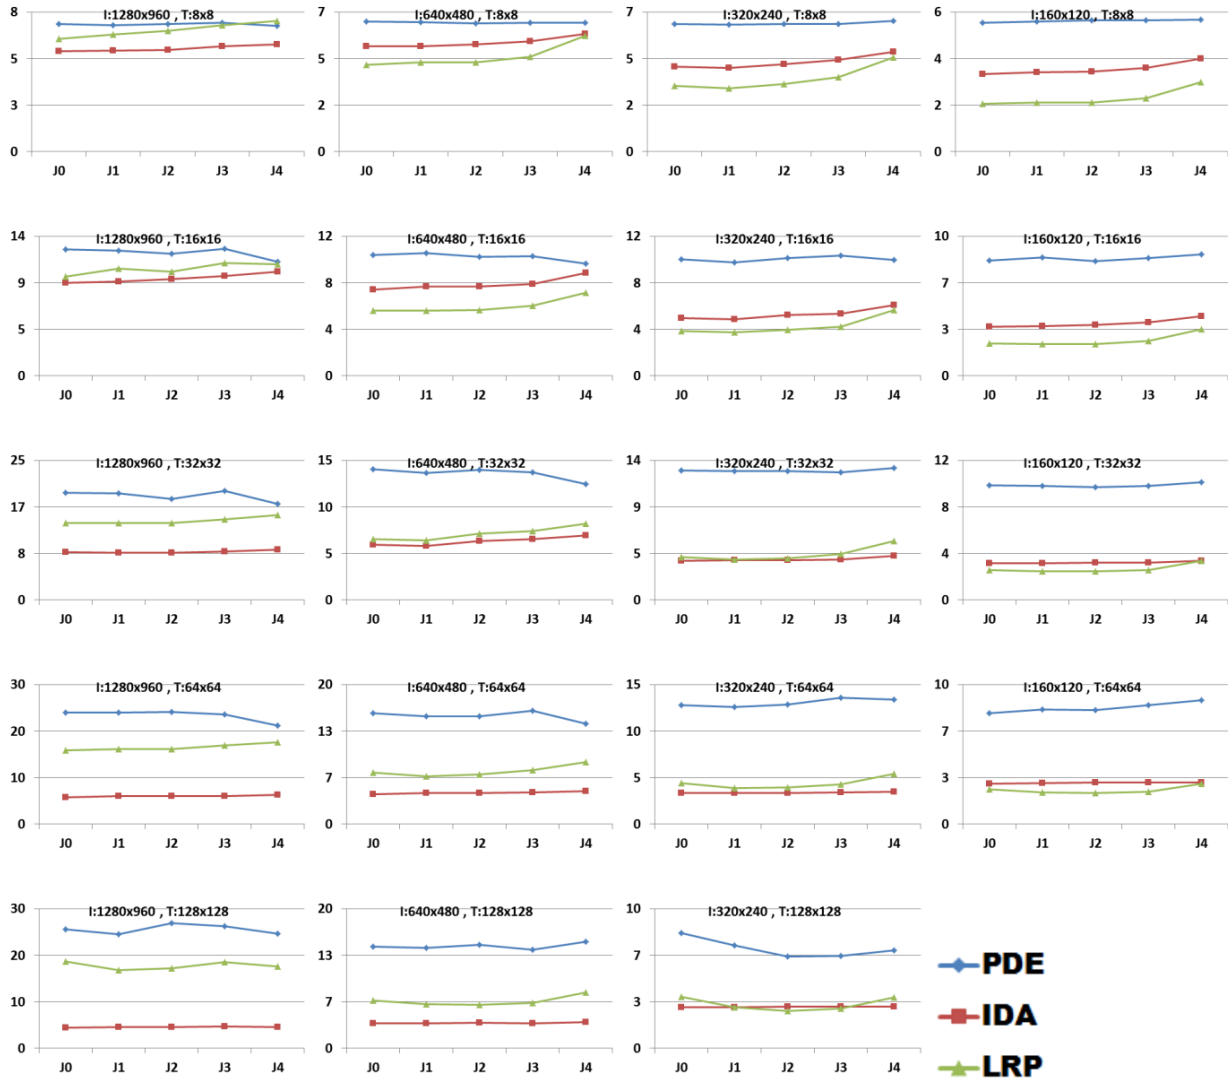 I:1280x960 , T:8x8
8
5
3
0
J0 J1 J2 J3 J4
I:640x480 , T:8x8
7
5
2
0
J0 J1 J2 J3 J4
I:320x240 , T:8x8
7
5
2
0
J0 J1 J2 J3 J4
I:160x120 , T:8x8
6
4
2
0
J0 J1 J2 J3 J4
I:1280x960 , T:16x16
14
9
5
0
J0 J1 J2 J3 J4
I:640x480 , T:16x16
12
8
4
0
J0 J1 J2 J3 J4
I:320x240 , T:16x16
12
8
4
0
J0 J1 J2 J3 J4
I:160x120 , T:16x16
10
7
3
0
J0 J1 J2 J3 J4
I:1280x960 , T:32x32
25
17
8
0
J0 J1 J2 J3 J4
I:640x480 , T:32x32
15
10
5
0
J0 J1 J2 J3 J4
I:320x240 , T:32x32
14
9
5
0
J0 J1 J2 J3 J4
I:160x120 , T:32x32
12
8
4
0
J0 J1 J2 J3 J4
I:1280x960 , T:64x64
30
20
10
0
J0 J1 J2 J3 J4
I:640x480 , T:64x64
20
13
7
0
J0 J1 J2 J3 J4
I:320x240 , T:64x64
15
10
5
0
J0 J1 J2 J3 J4
I:160x120 , T:64x64
10
7
3
0
J0 J1 J2 J3 J4
I:1280x960 , T:128x128
30
20
10
0
J0 J1 J2 J3 J4
I:640x480 , T:128x128
20
13
7
0
J0 J1 J2 J3 J4
I:320x240 , T:128x128
10
7
3
0
J0 J1 J2 J3 J4
PDE
IDA
LRP